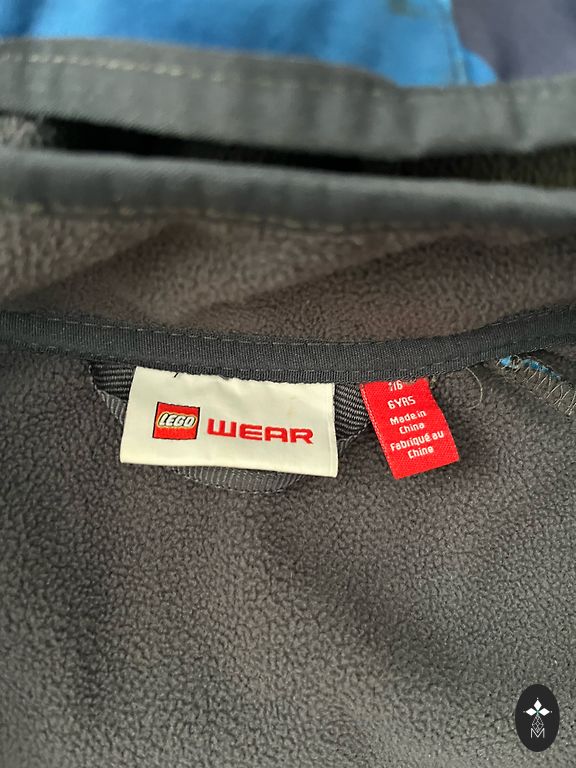 LEGO WEAR
116
6YRS
Made in
China
Fabriqué au
Chine
M